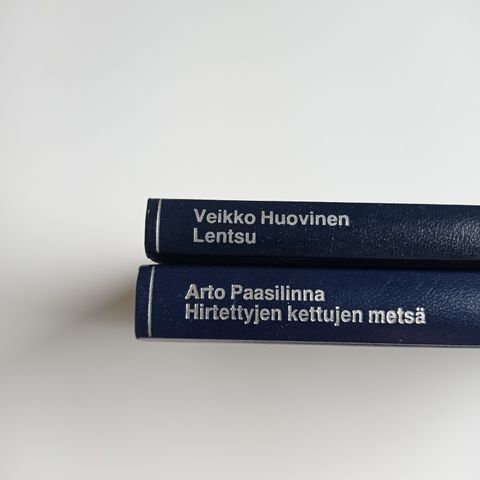 Veikko Huovinen
Lentsu
Arto Paasilinna
Hirtettyjen kettujen metsä